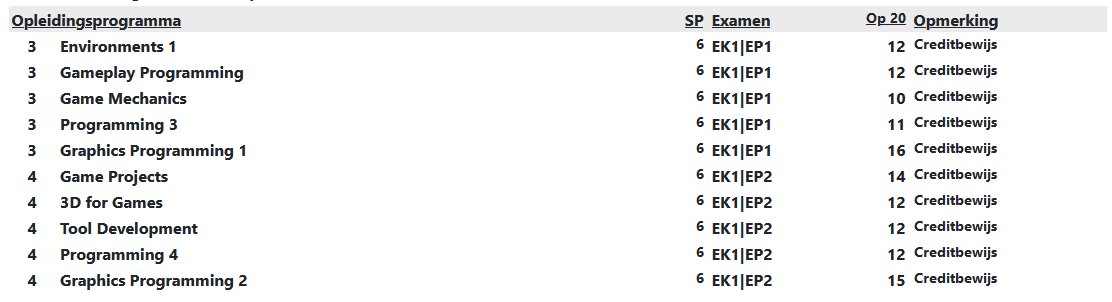 Opleidingsprogramma SP Examen Op 20 Opmerking
3 Environments 1 6 EK1|EP1 12 Creditbewijs
3 Gameplay Programming 6 EK1|EP1 12 Creditbewijs
3 Game Mechanics 6 EK1|EP1 10 Creditbewijs
3 Programming 3 6 EK1|EP1 11 Creditbewijs
3 Graphics Programming 1 6 EK1|EP1 16 Creditbewijs
4 Game Projects 6 EK1|EP2 14 Creditbewijs
4 3D for Games 6 EK1|EP2 12 Creditbewijs
4 Tool Development 6 EK1|EP2 12 Creditbewijs
4 Programming 4 6 EK1|EP2 12 Creditbewijs
4 Graphics Programming 2 6 EK1|EP2 15 Creditbewijs